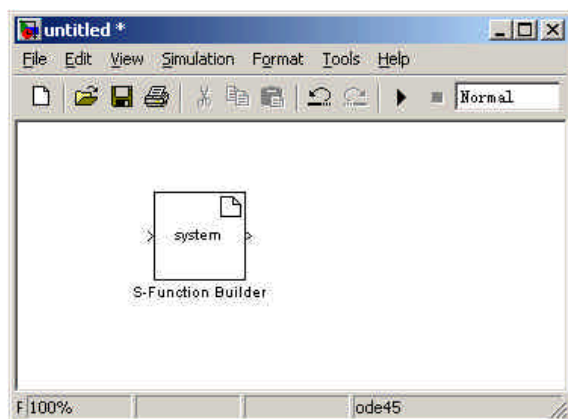 untitled *
File Edit View Simulation Format Tools Help
Normal
system
S-Function Builder
F 100% ode45